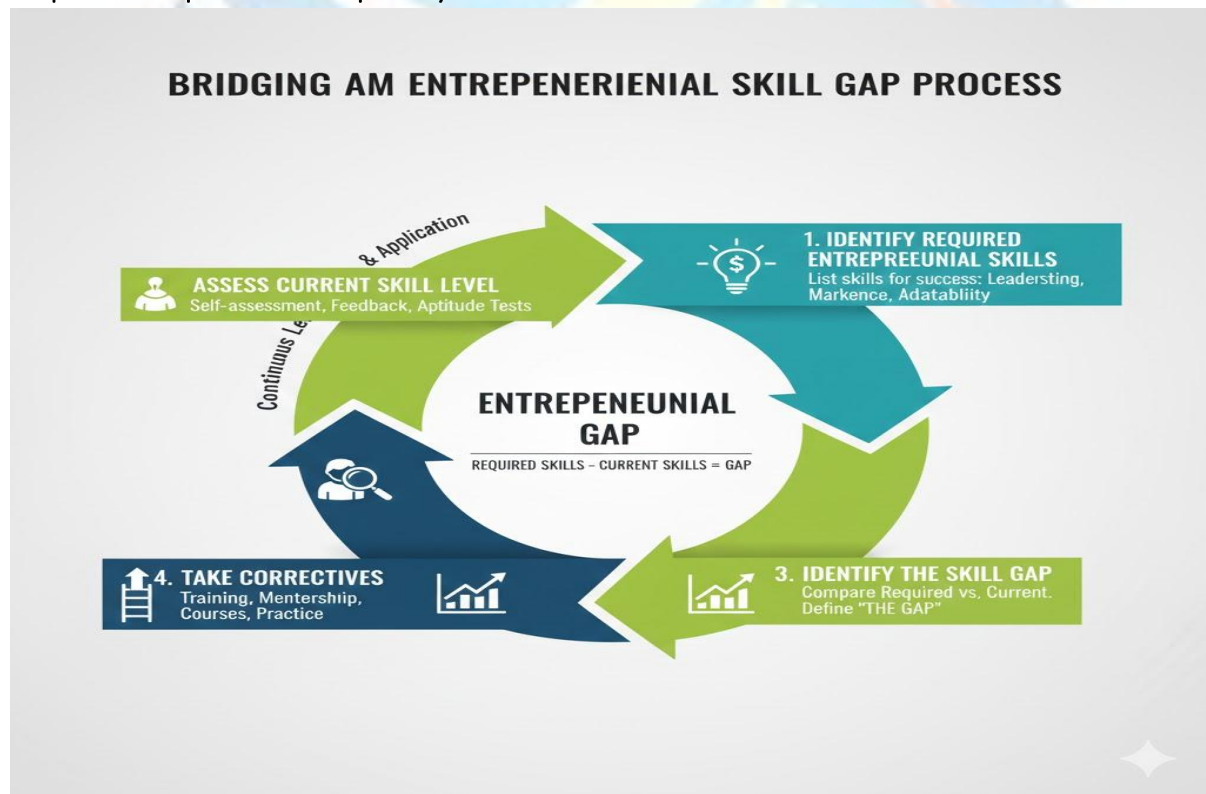 BRIDGING AM ENTREPENERIENIAL SKILL GAP PROCESS
Continuus Le
& Application
ASSESS CURRENT SKILL LEVEL
Self-assessment, Feedback, Aptitude Tests
1. IDENTIFY REQUIRED
ENTREPREEUNIAL SKILLS
List skills for success: Leadersting,
Markence, Adatabliity
$
ENTREPENEUNIAL
GAP
REQUIRED SKILLS - CURRENT SKILLS = GAP
3. IDENTIFY THE SKILL GAP
Compare Required vs. Current.
Define "THE GAP"
4. TAKE CORRECTIVES
Training, Mentership,
Courses, Practice